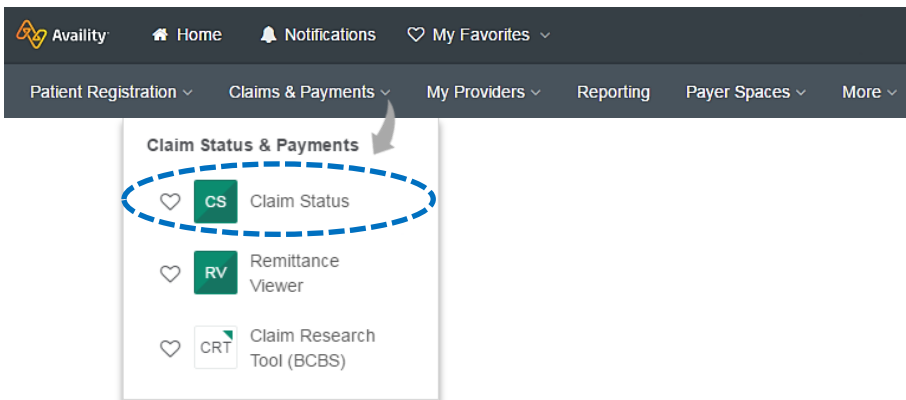 Availity Home Notifications My Favorites
Patient Registration Claims & Payments My Providers Reporting Payer Spaces More
Claim Status & Payments
CS Claim Status
RV Remittance
Viewer
CRT Claim Research
Tool (BCBS)